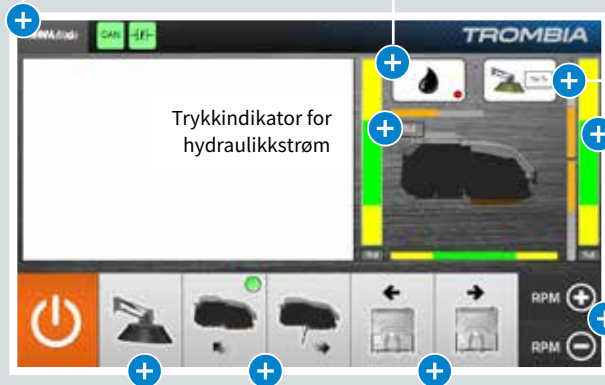 CAN
TROMBIA
Trykkindikator for
hydraulikkstrøm
RPM
RPM